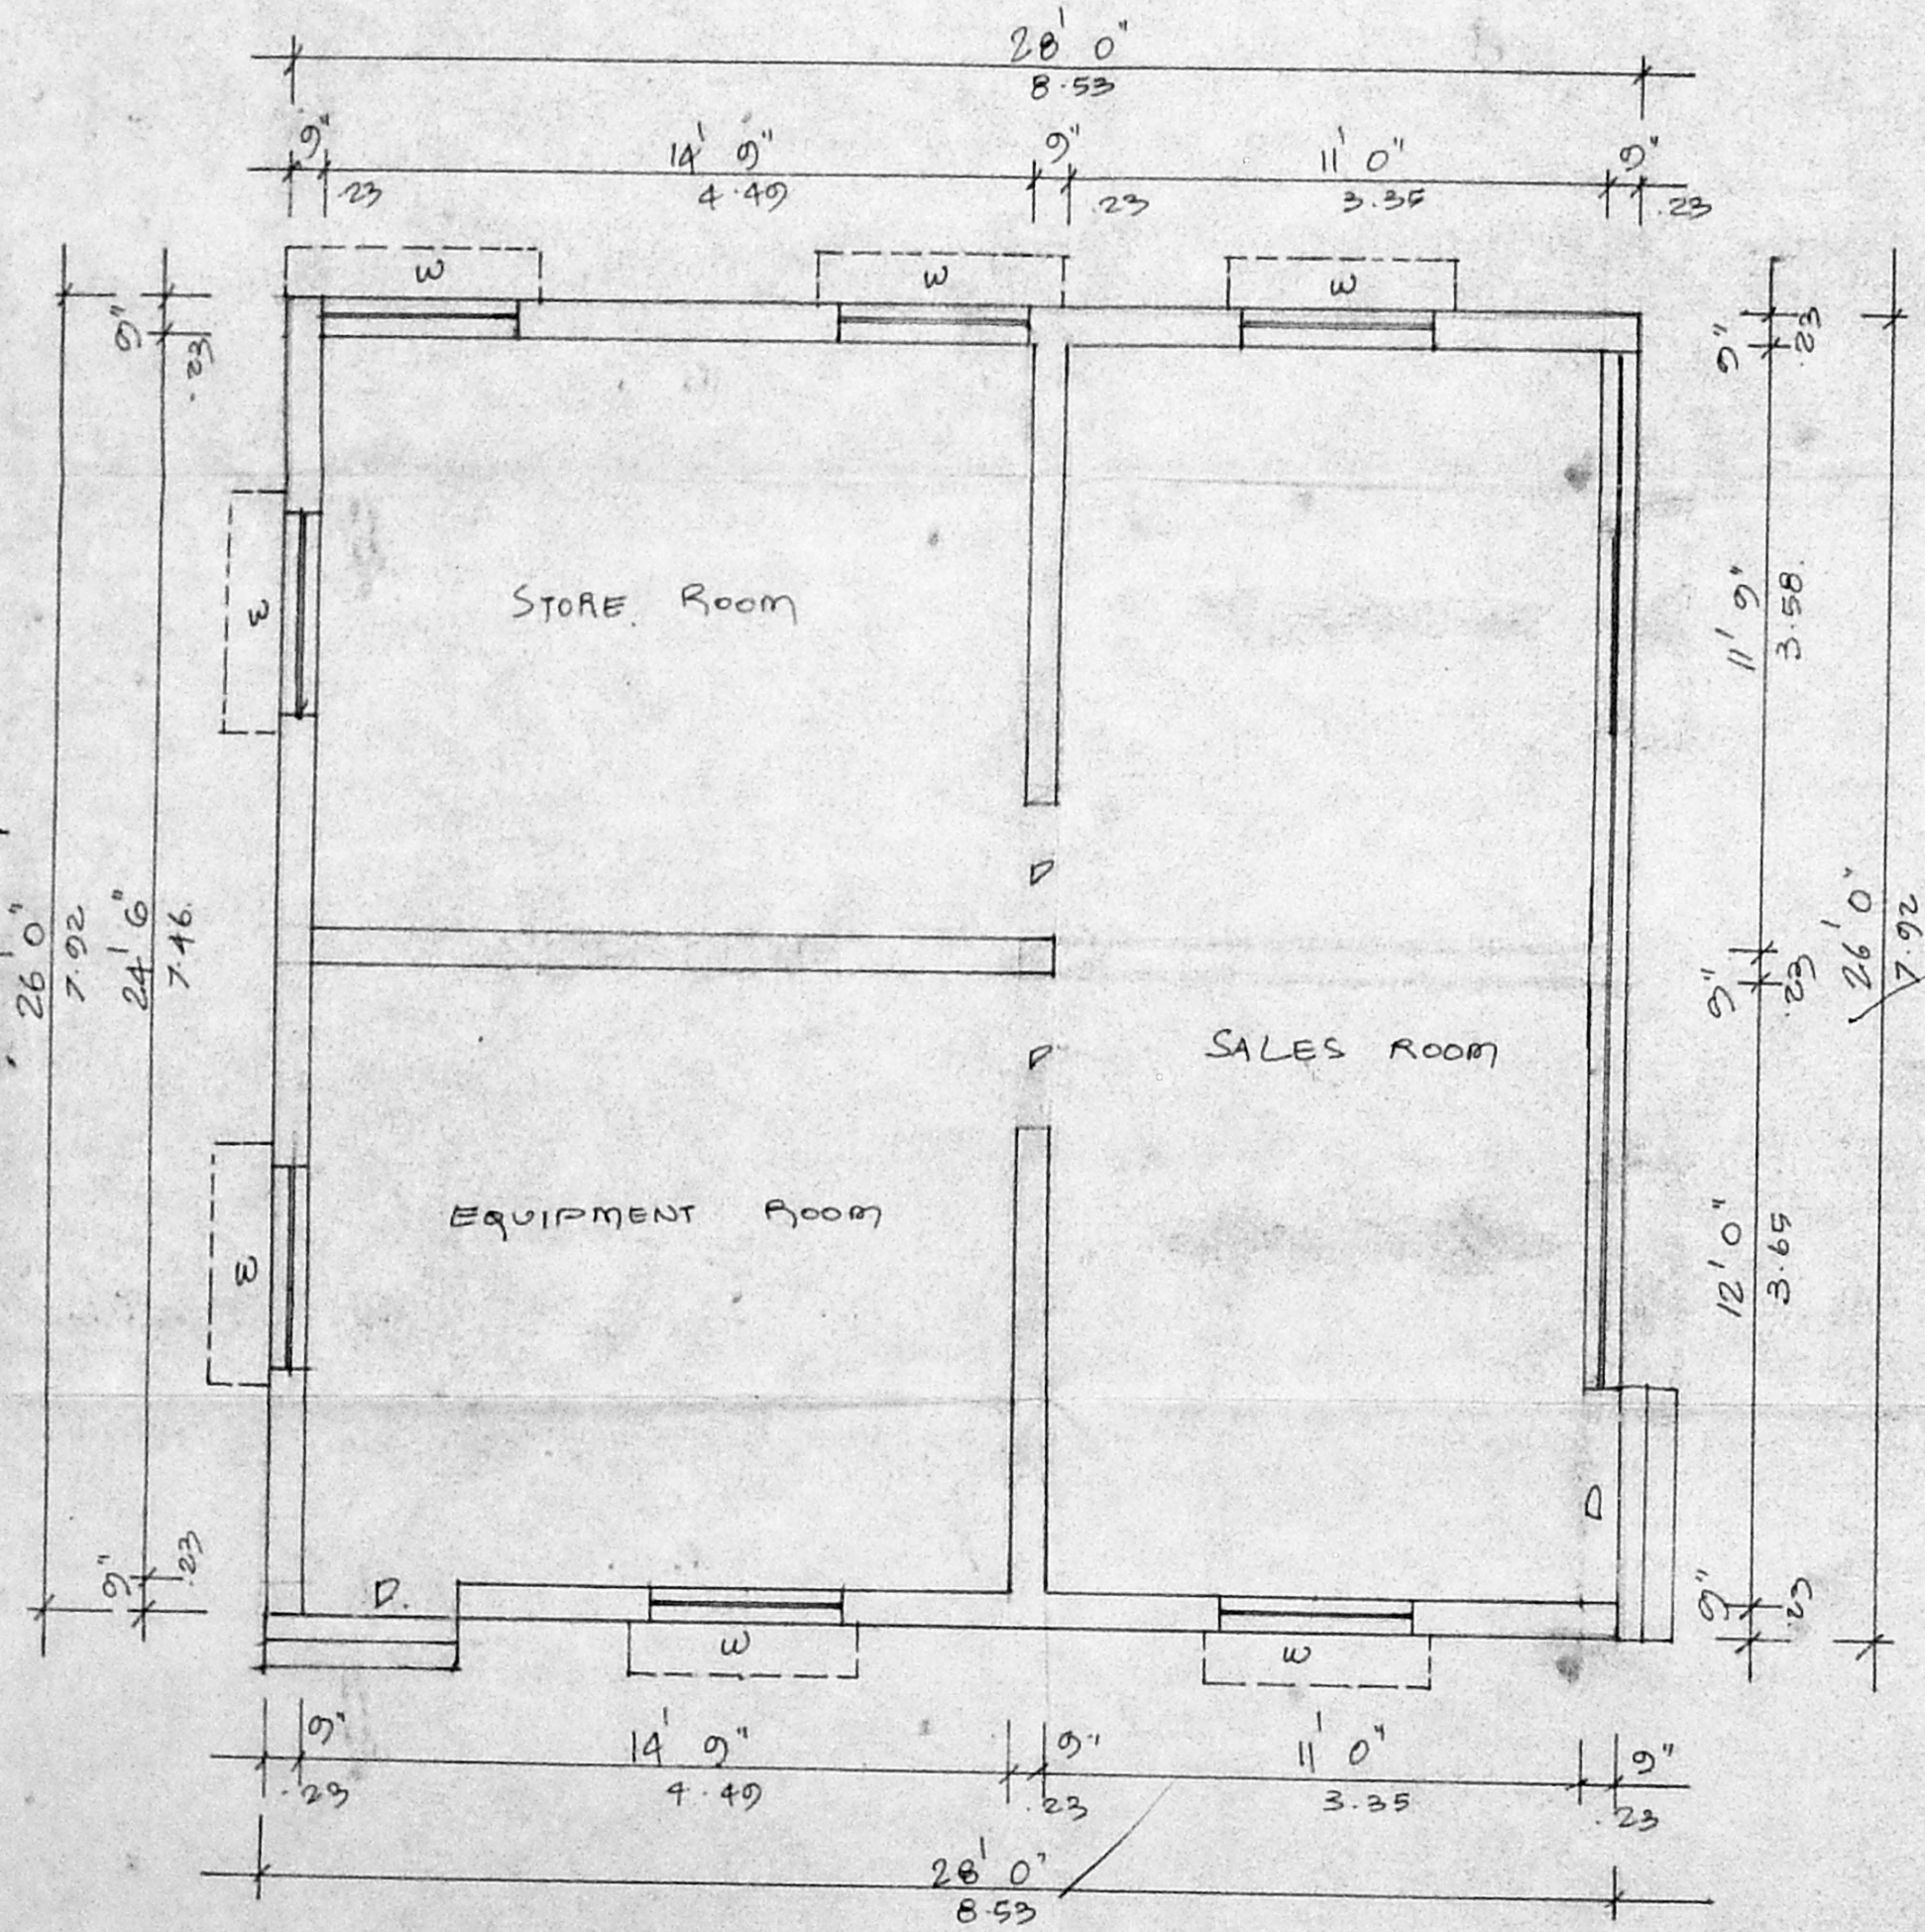 28' 0"
8.53
9" 14' 9" 9" 11' 0" 9"
.23 4.49 .23 3.35 .23
W W W
9" .23
9" .23
W
STORE ROOM
11' 9"
3.58.
D
26' 0"
7.92
24' 6"
7.46.
9" .23
26' 0"
7.92
D
SALES ROOM
EQUIPMENT ROOM
W
12' 0"
3.65
D
9" .23
D.
9" .23
W W
9" 14' 9" 9" 11' 0" 9"
.23 4.49 .23 3.35 .23
28' 0"
8.53